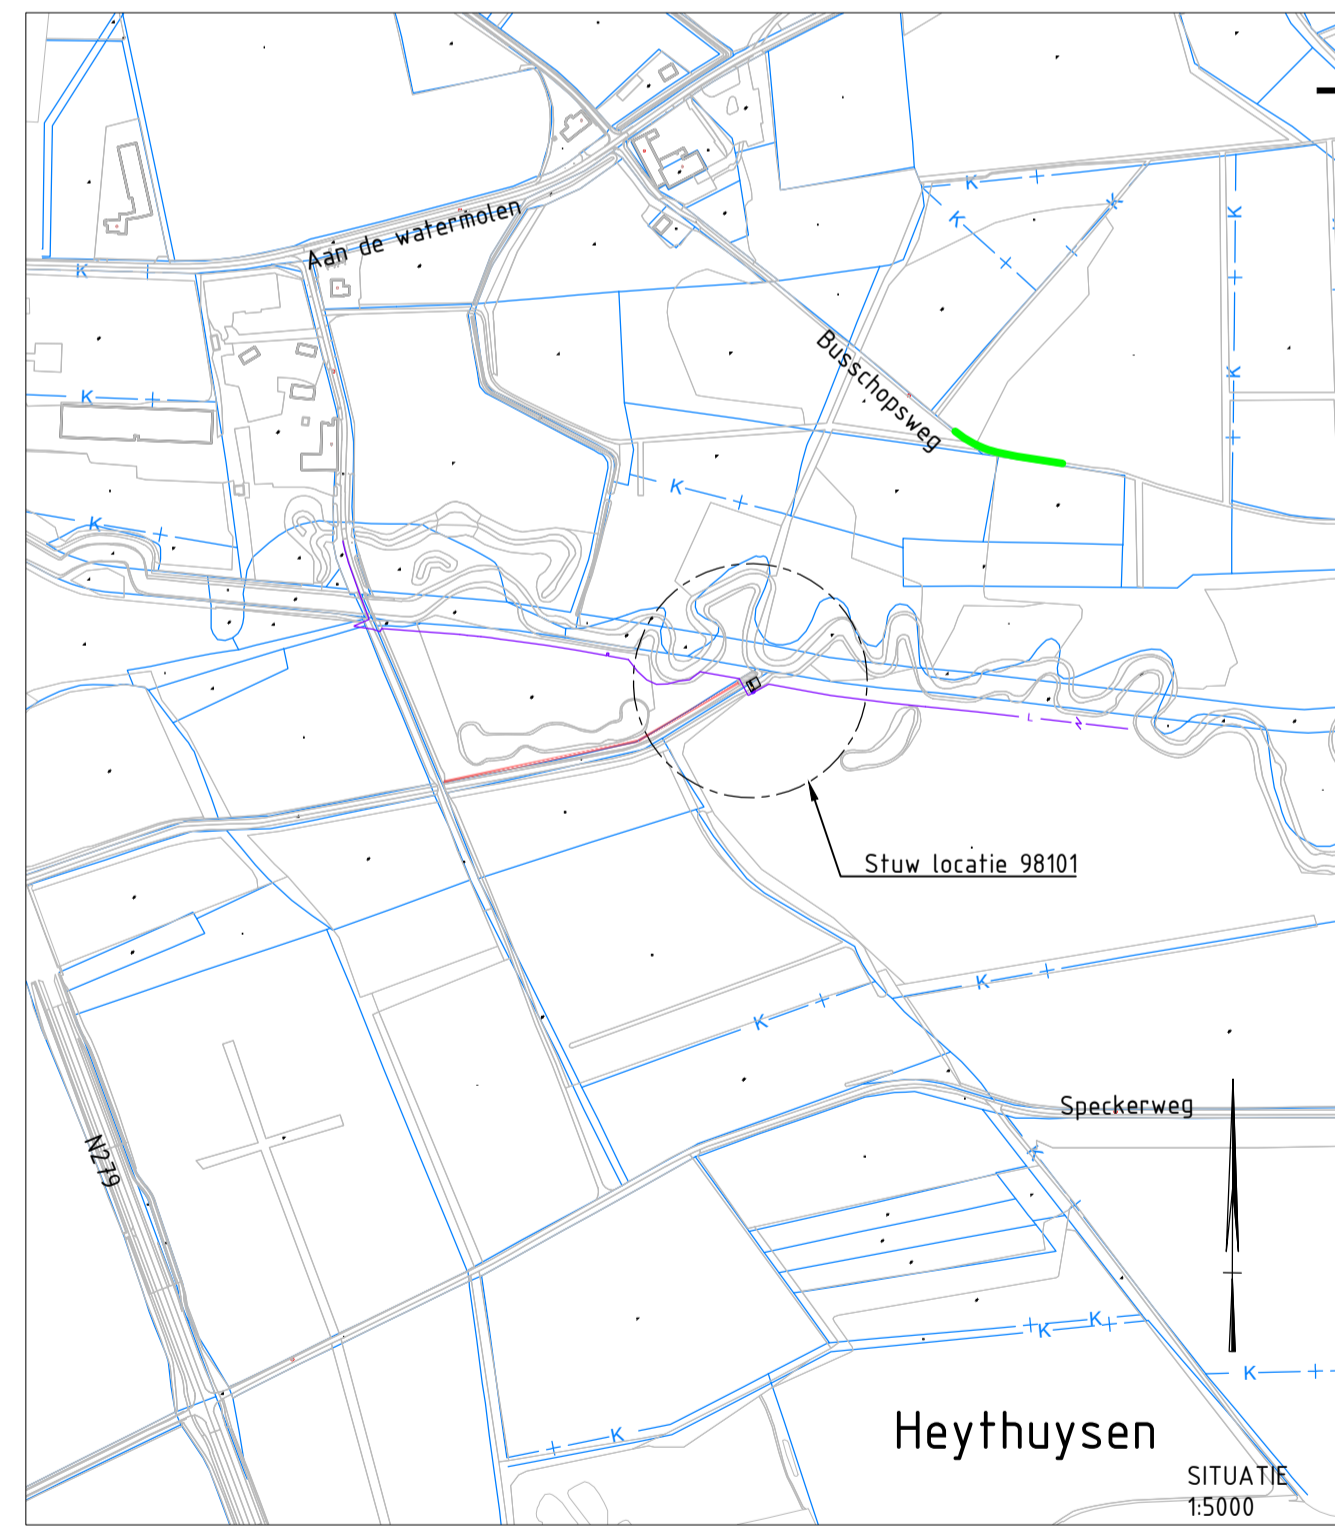 Aan de watermolen
K
K
K
K
K
K
K
Busschopsweg
K
K
L
Stuw locatie 98101
K
K
Speckerweg
N279
K
K
K
K
Heythuysen
SITUATIE
1:5000